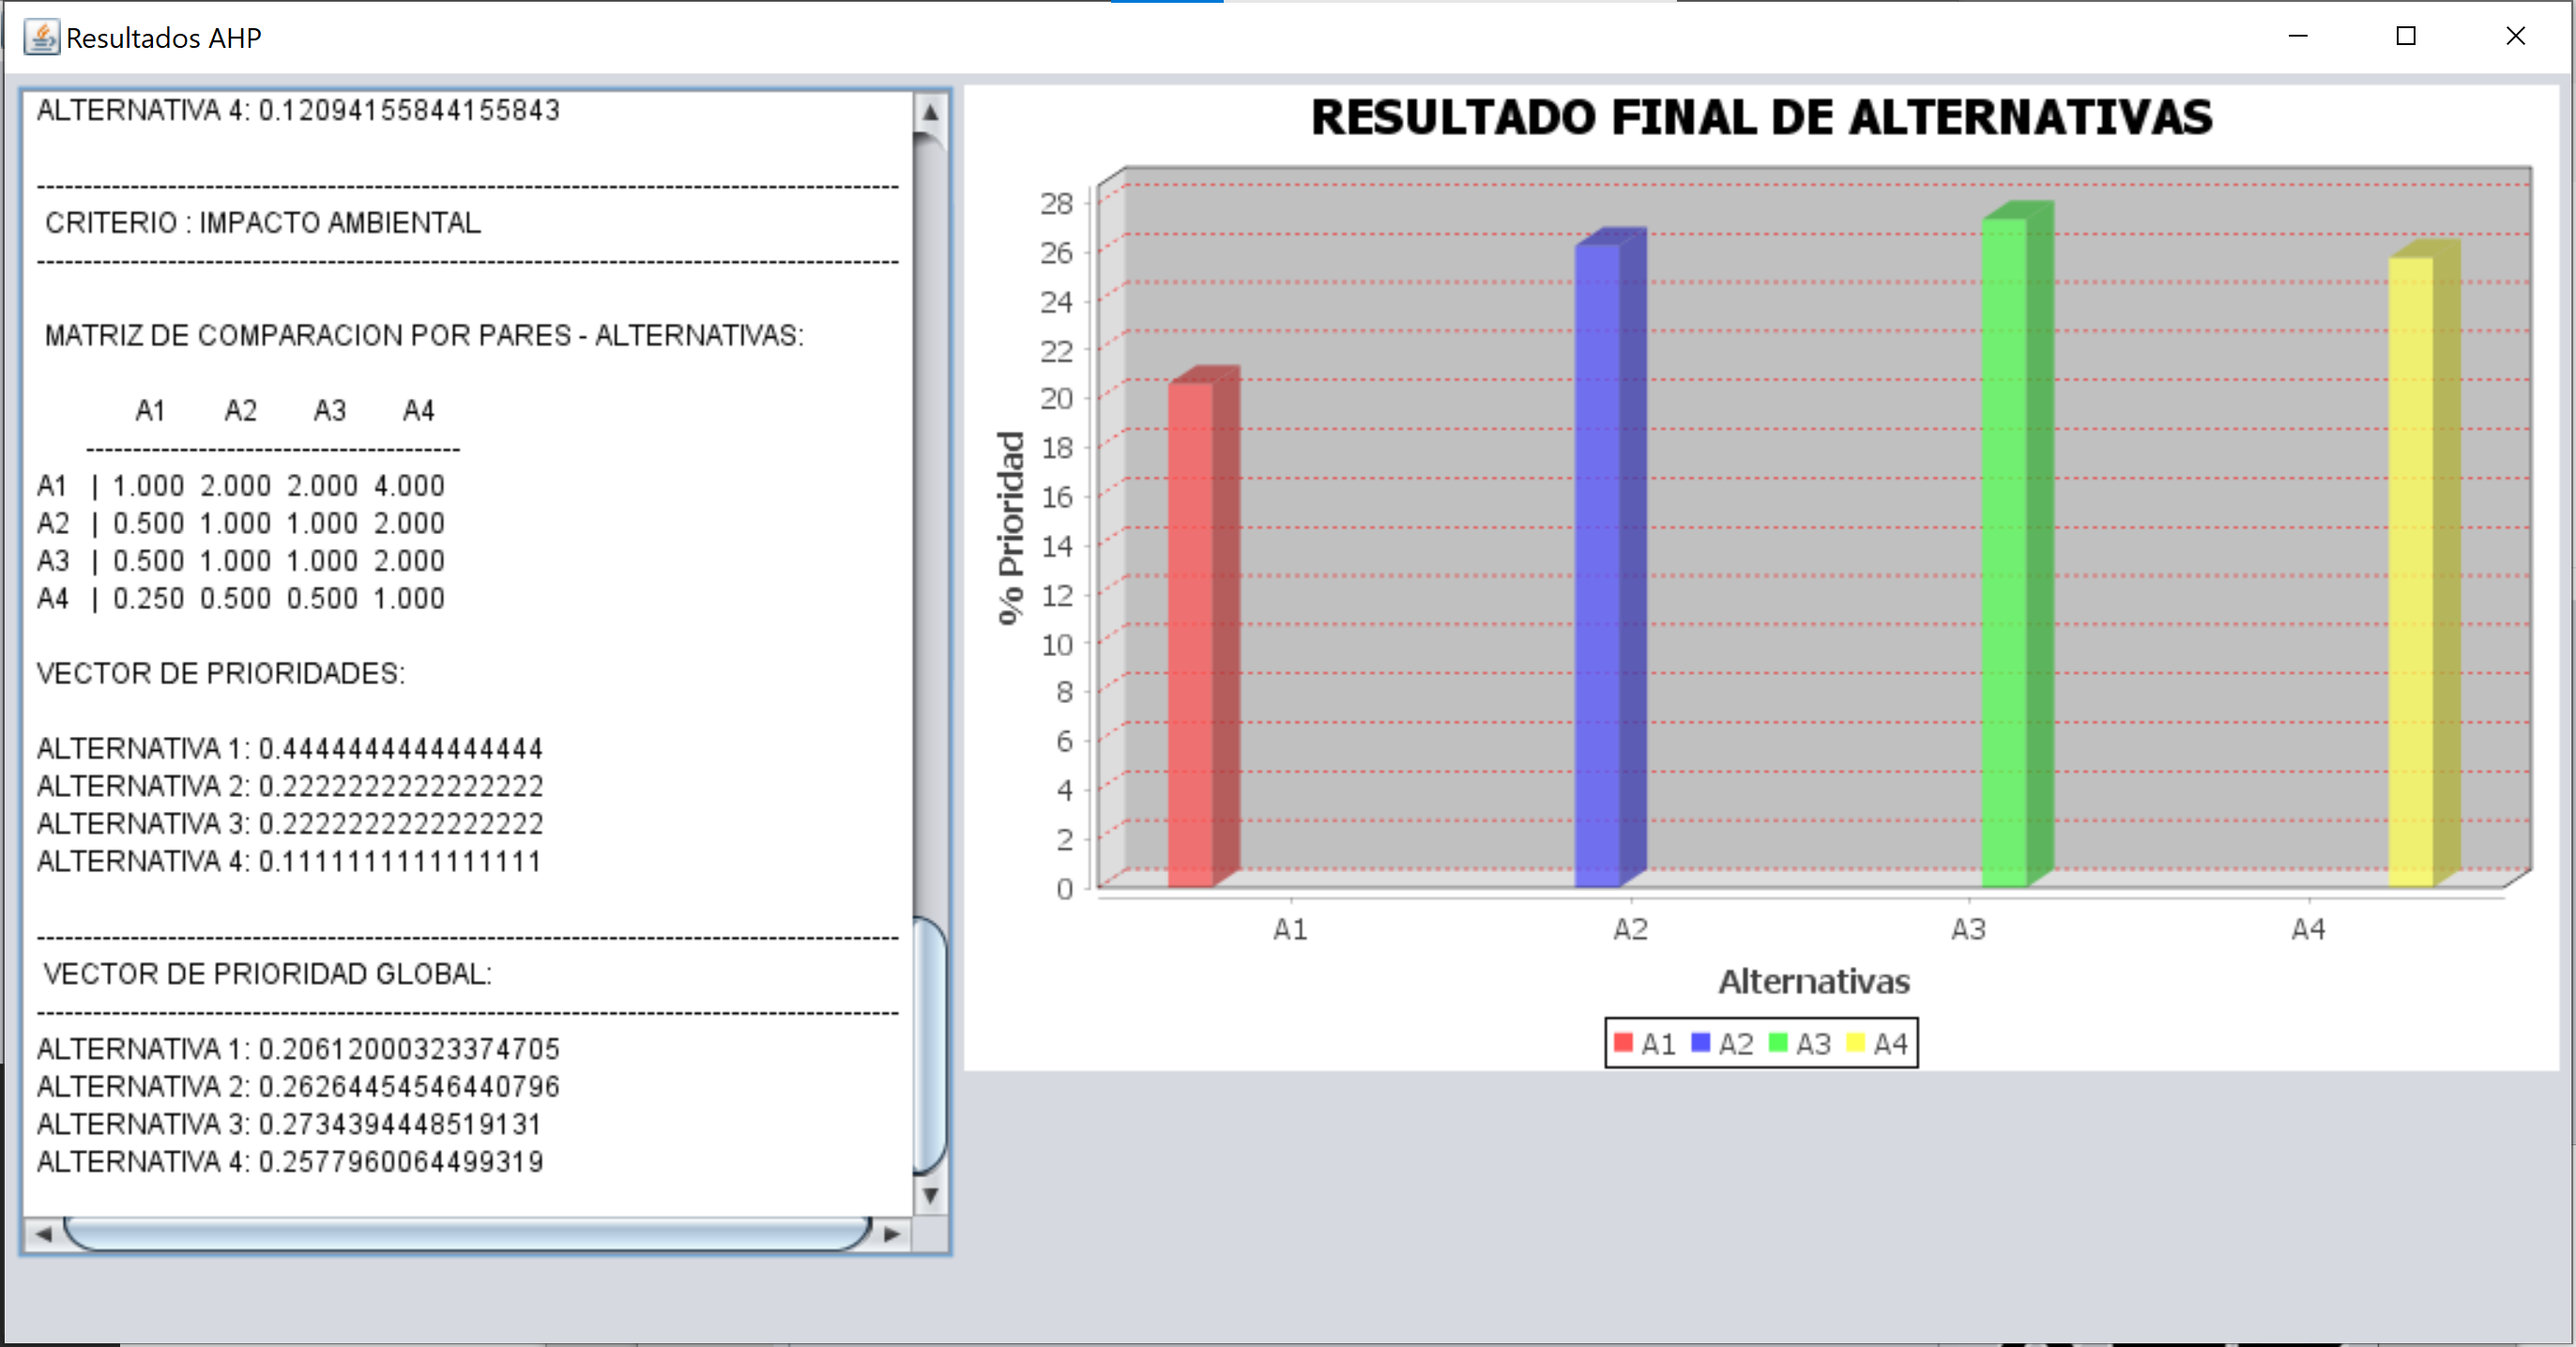 Resultados AHP
ALTERNATIVA 4: 0.12094155844155843
CRITERIO : IMPACTO AMBIENTAL
MATRIZ DE COMPARACION POR PARES - ALTERNATIVAS:
A1 A2 A3 A4
A1 | 1.000 2.000 2.000 4.000
A2 | 0.500 1.000 1.000 2.000
A3 | 0.500 1.000 1.000 2.000
A4 | 0.250 0.500 0.500 1.000
VECTOR DE PRIORIDADES:
ALTERNATIVA 1: 0.4444444444444444
ALTERNATIVA 2: 0.2222222222222222
ALTERNATIVA 3: 0.2222222222222222
ALTERNATIVA 4: 0.1111111111111111
VECTOR DE PRIORIDAD GLOBAL:
ALTERNATIVA 1: 0.20612000323374705
ALTERNATIVA 2: 0.26264454546440796
ALTERNATIVA 3: 0.2734394448519131
ALTERNATIVA 4: 0.2577960064499319
RESULTADO FINAL DE ALTERNATIVAS
% Prioridad
28
26
24
22
20
18
16
14
12
10
8
6
4
2
0
A1 A2 A3 A4
Alternativas
A1 A2 A3 A4